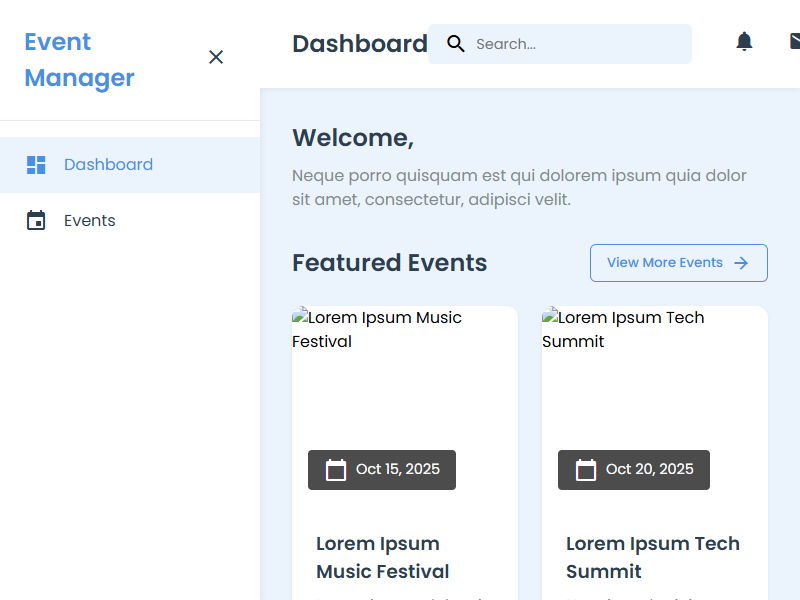 Event
Manager
Dashboard
Events
Dashboard
Search...
Welcome,
Neque porro quisquam est qui dolorem ipsum quia dolor
sit amet, consectetur, adipisci velit.
Featured Events
View More Events
Lorem Ipsum Music
Festival
Oct 15, 2025
Lorem Ipsum
Music Festival
Lorem Ipsum Tech
Summit
Oct 20, 2025
Lorem Ipsum Tech
Summit